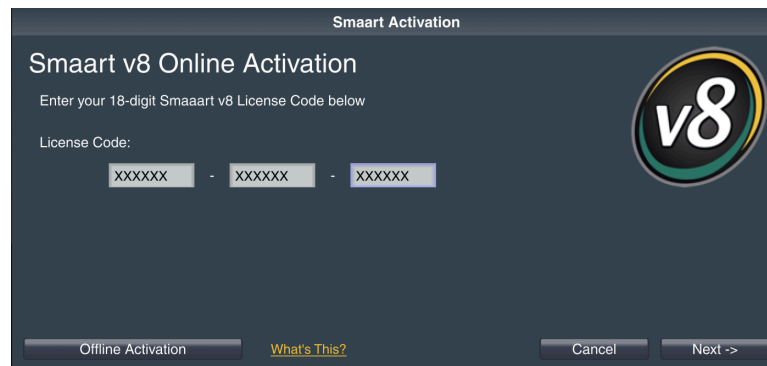 Smaart Activation
Smaart v8 Online Activation
Enter your 18-digit Smaaart v8 License Code below
License Code:
XXXXXX - XXXXXX - XXXXXX
v8
Offline Activation What's This? Cancel Next ->